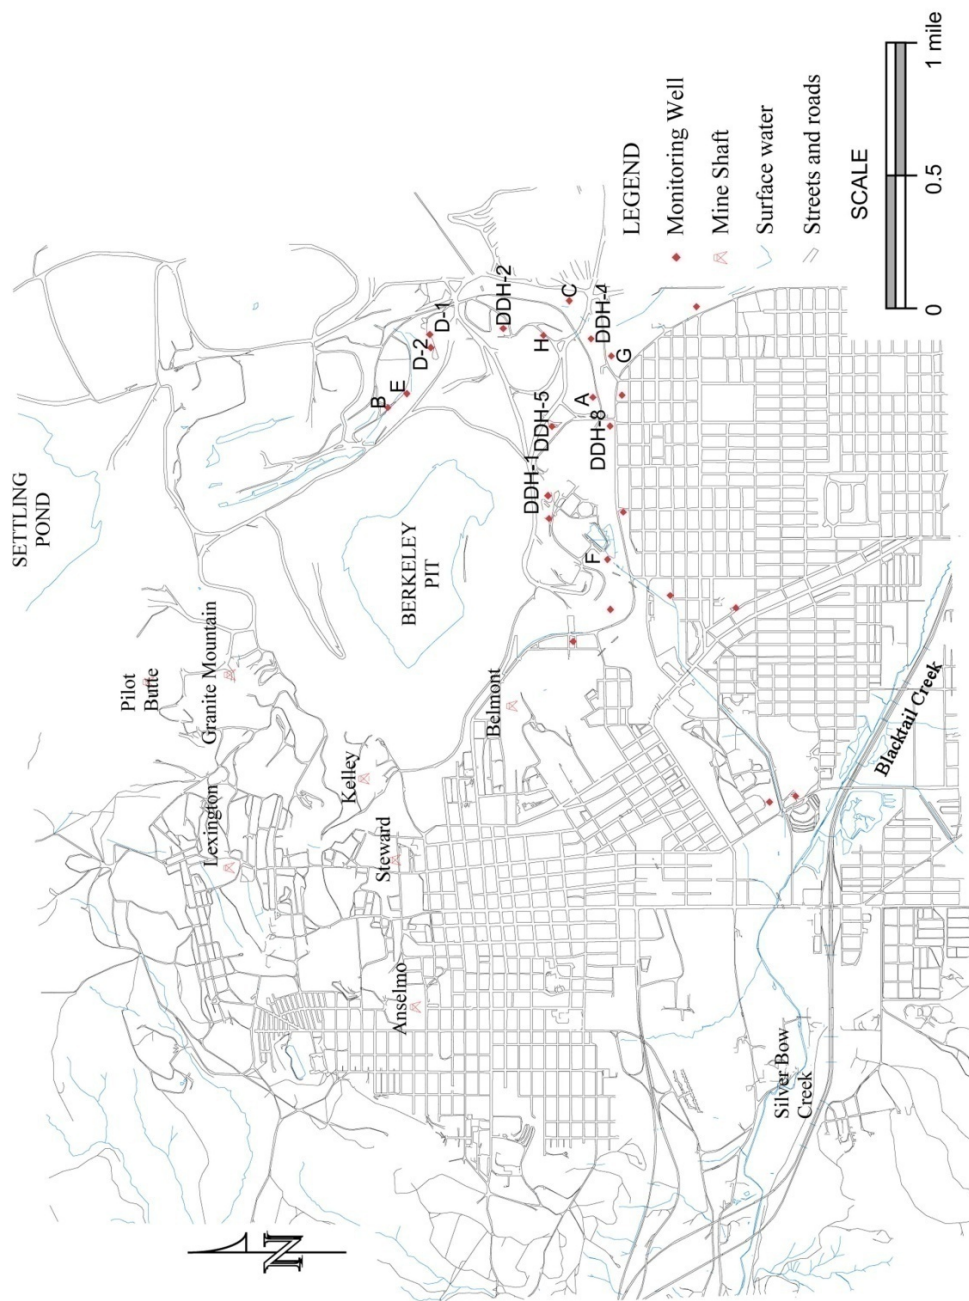 SETTLING
POND
Pilot
Butte
Granite Mountain
Lexington
Kelley
Steward
Anselmo
Belmont
BERKELEY
PIT
B
E
D-2
D-1
DDH-2
H
C
DDH-4
G
A
DDH-5
DDH-8
DDH-1
F
Silver Bow
Creek
Blacktail Creek
N
LEGEND
Monitoring Well
Mine Shaft
Surface water
Streets and roads
SCALE
0
0.5
1 mile